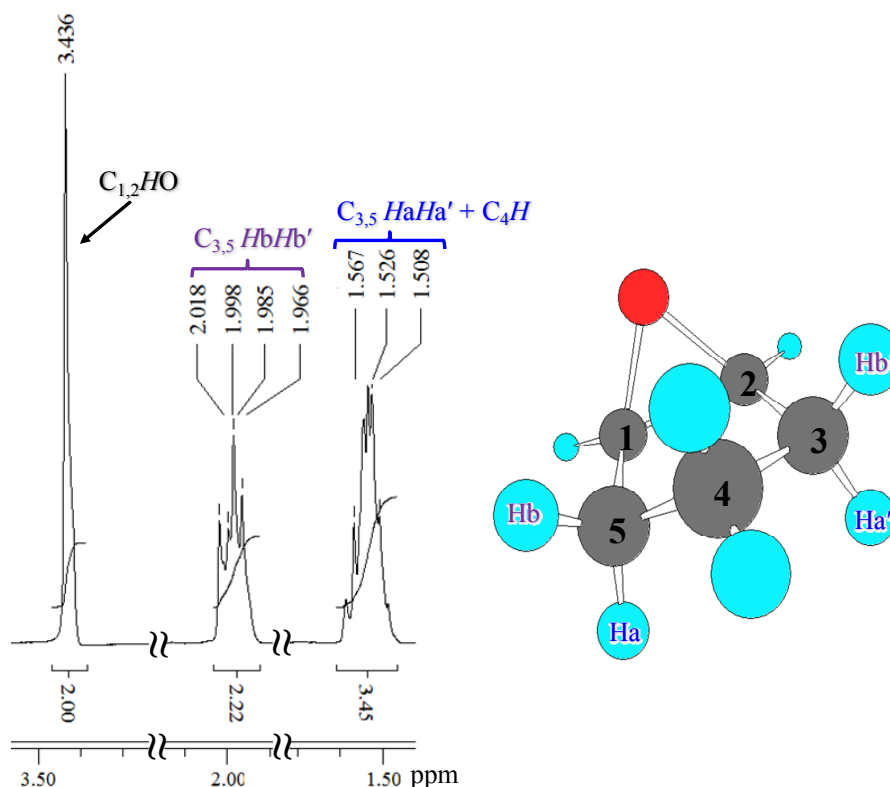 3.436
C1,2HO
C3,5 HbHb′
2.018
1.998
1.985
1.966
C3,5 HaHa′ + C4H
1.567
1.526
1.508
2.00
2.22
3.45
3.50
2.00
1.50
ppm
Hb
2
1
3
4
Hb
5
Ha′
Ha